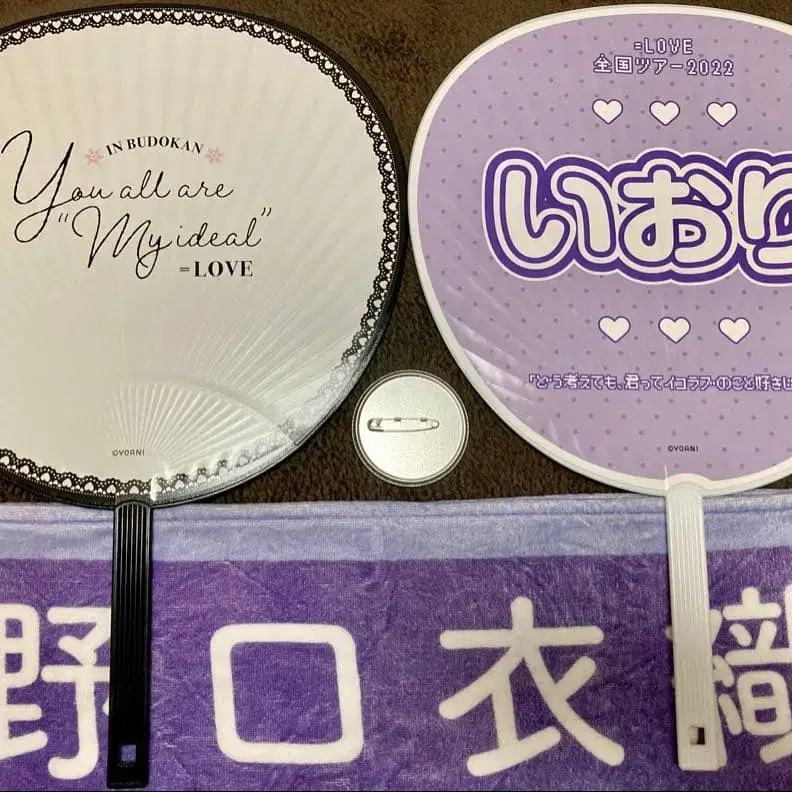 IN BUDOKAN
You all are
"My ideal"
=LOVE
©YOANI
=LOVE
全国ツアー2022
いおり
「どう考えても、君ってイコラブのこと好きじ
©YOANI
野口衣織